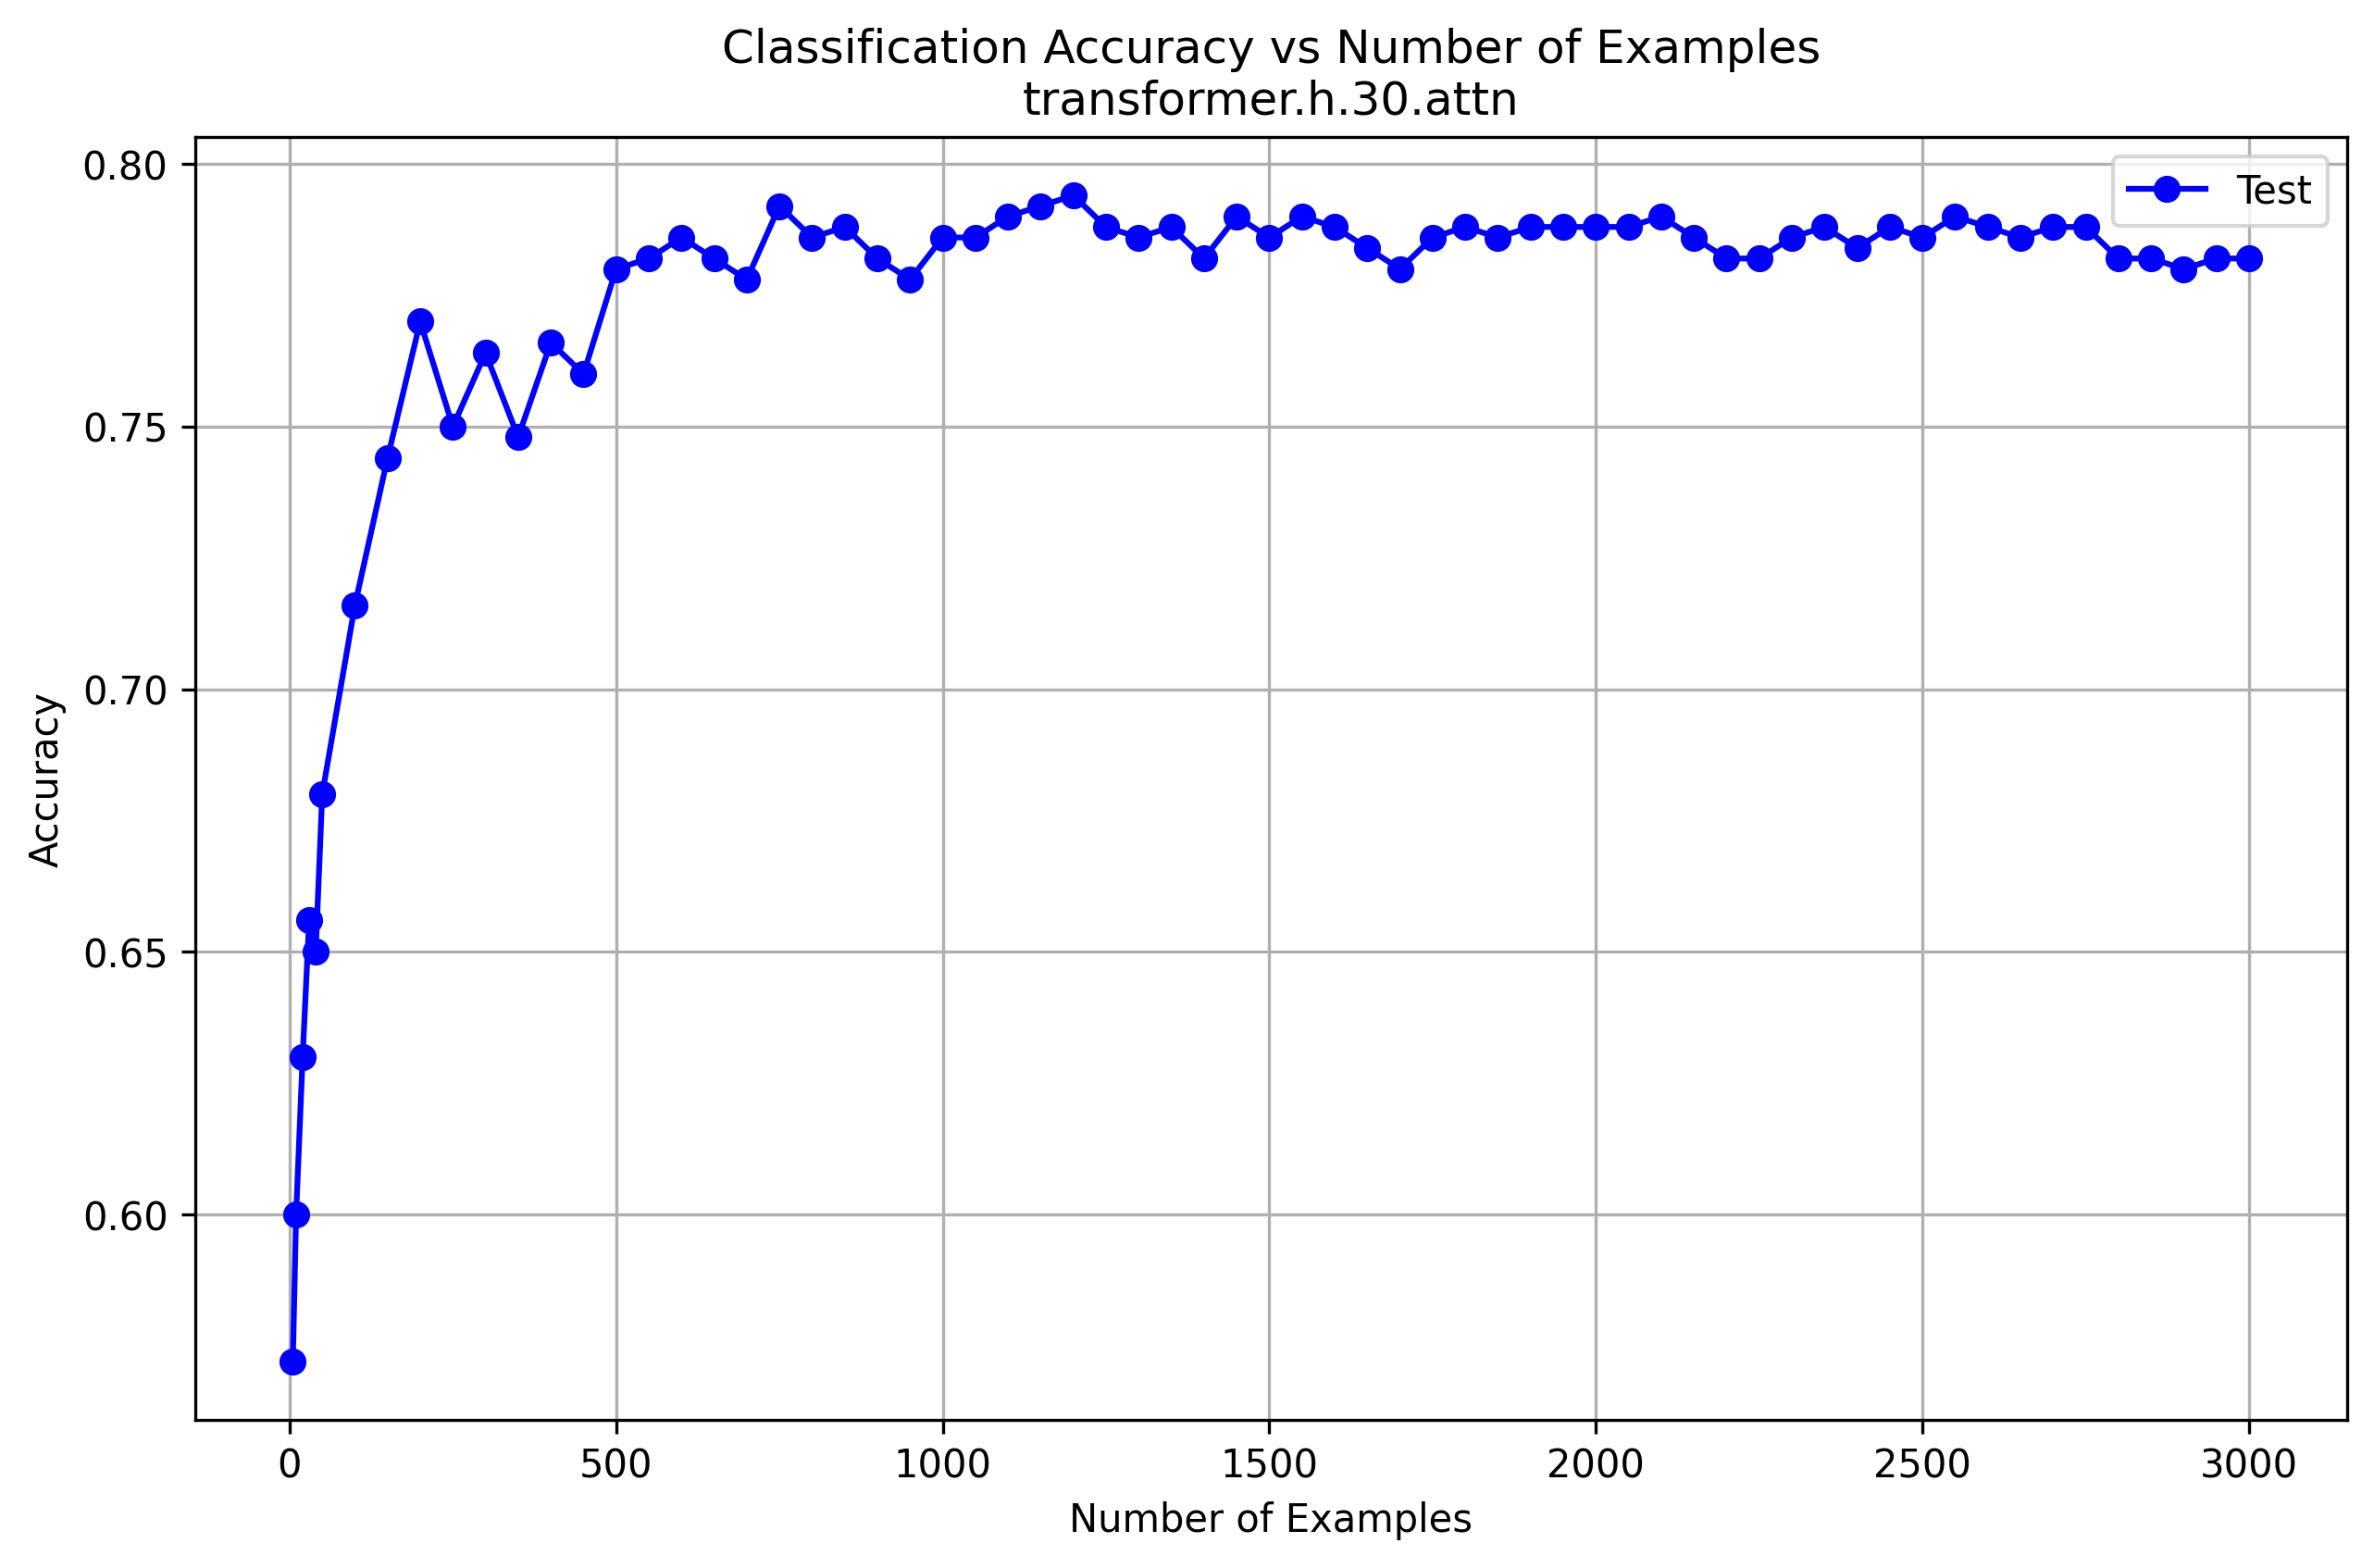 Classification Accuracy vs Number of Examples
transformer.h.30.attn
Test
0.80
0.75
0.70
0.65
0.60
Accuracy
0 500 1000 1500 2000 2500 3000
Number of Examples